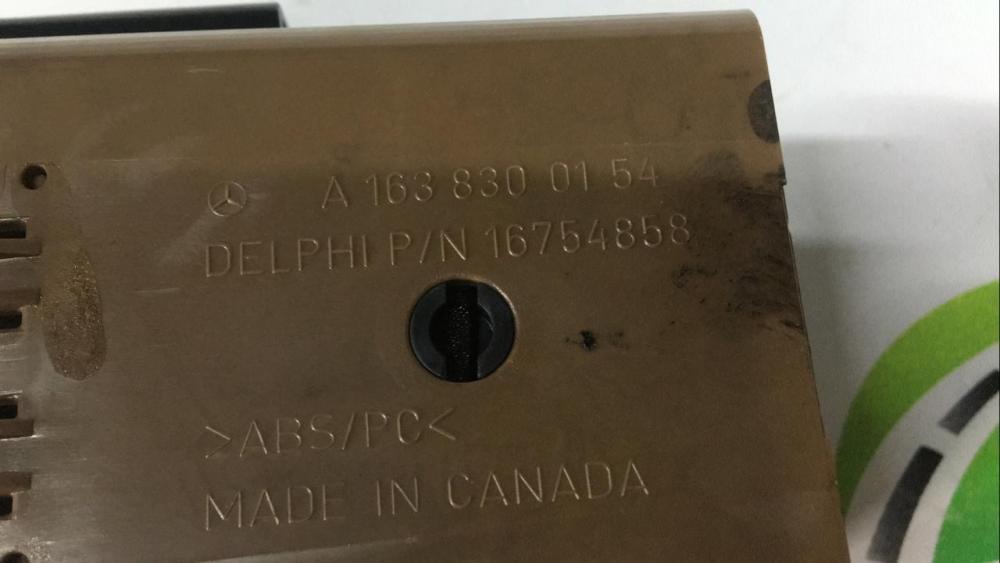 A 163 830 01 54
DELPHI P/N 16754858
>ABS/PC<
MADE IN CANADA